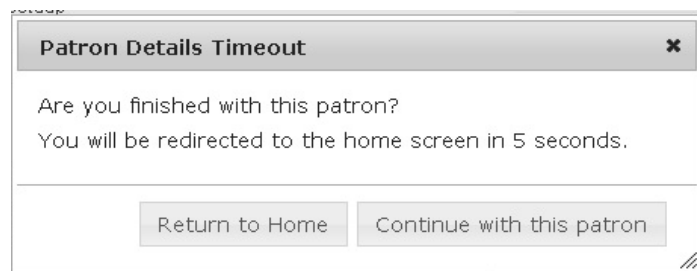 Patron Details Timeout
Are you finished with this patron?
You will be redirected to the home screen in 5 seconds.
Return to Home
Continue with this patron